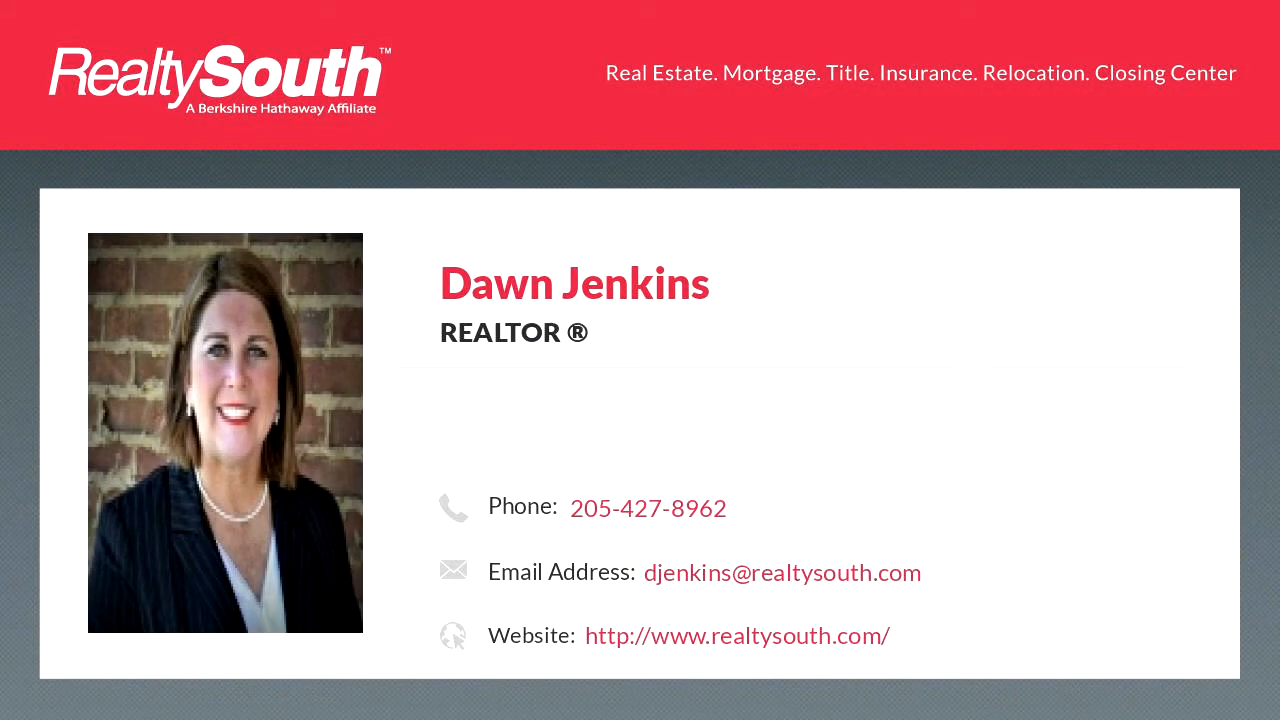 RealtySouth™
A Berkshire Hathaway Affiliate
Real Estate. Mortgage. Title. Insurance. Relocation. Closing Center
Dawn Jenkins
REALTOR ®
Phone: 205-427-8962
Email Address: djenkins@realtysouth.com
Website: http://www.realtysouth.com/